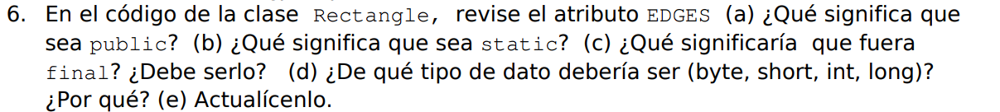 6. En el código de la clase Rectangle, revise el atributo EDGES (a) ¿Qué significa que
sea public? (b) ¿Qué significa que sea static? (c) ¿Qué significaría que fuera
final? ¿Debe serlo? (d) ¿De qué tipo de dato debería ser (byte, short, int, long)?
¿Por qué? (e) Actualícenlo.